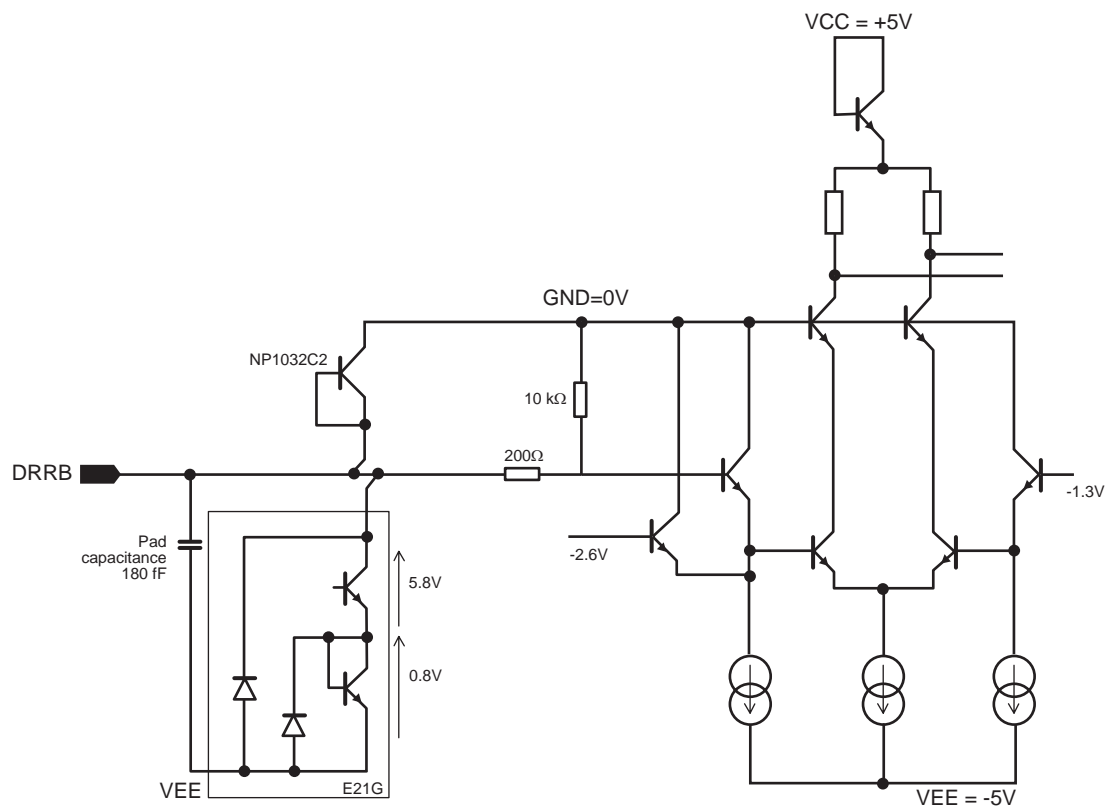 VCC = +5V
GND=0V
NP1032C2
10 kΩ
DRRB
200Ω
-1.3V
Pad
capacitance
180 fF
-2.6V
5.8V
0.8V
VEE
E21G
VEE = -5V